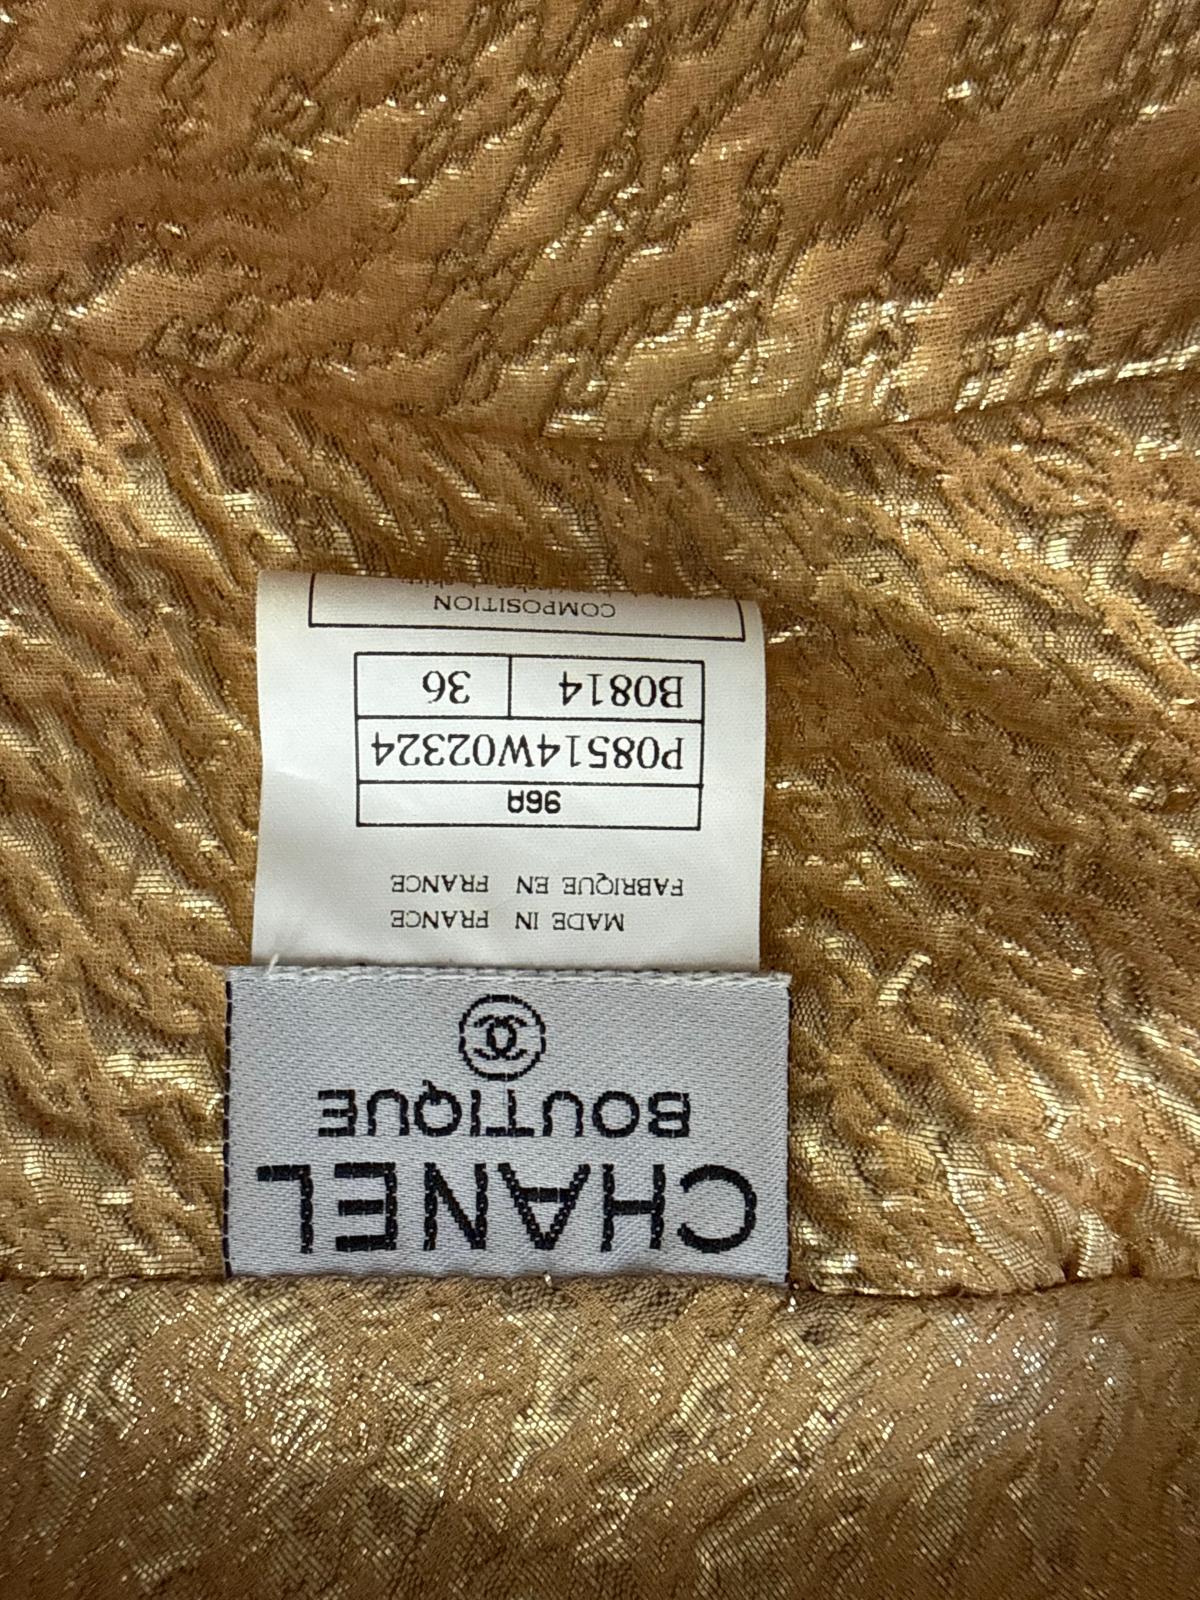 CHANEL
BOUTIQUE
MADE IN FRANCE
FABRIQUE EN FRANCE
96A
P08514W02324
B0814 36
COMPOSITION